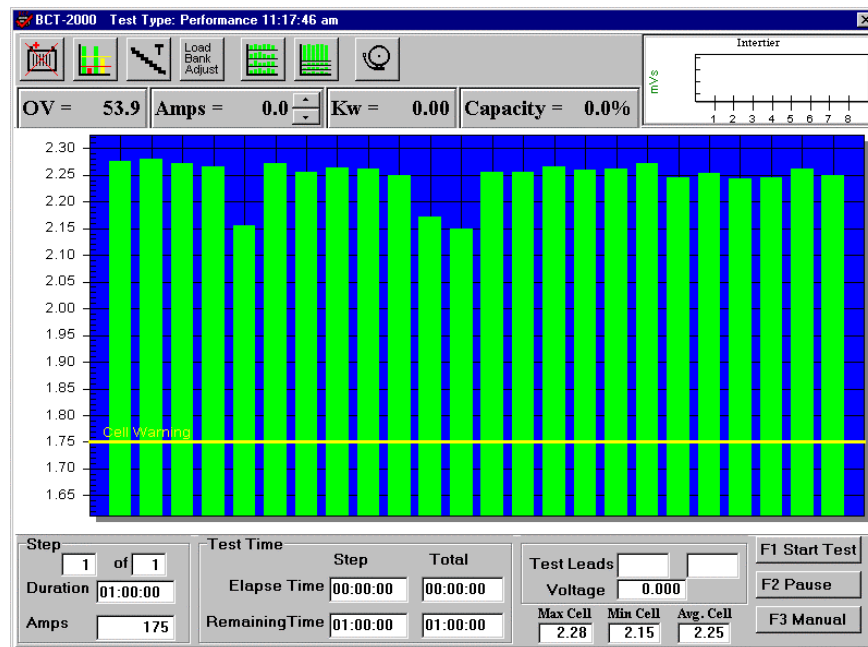 BCT-2000 Test Type: Performance 11:17:46 am
T
Load
Bank
Adjust
Intertier
mVs
1 2 3 4 5 6 7 8
OV = 53.9 Amps = 0.0 Kw = 0.00 Capacity = 0.0%
2.30
2.25
2.20
2.15
2.10
2.05
2.00
1.95
1.90
1.85
1.80
1.75
1.70
1.65
Cell Warning
Step
1 of 1
Duration 01:00:00
Amps 175
Test Time
Step Total
Elapse Time 00:00:00 00:00:00
RemainingTime 01:00:00 01:00:00
Test Leads
Voltage 0.000
Max Cell Min Cell Avg. Cell
2.28 2.15 2.25
F1 Start Test
F2 Pause
F3 Manual